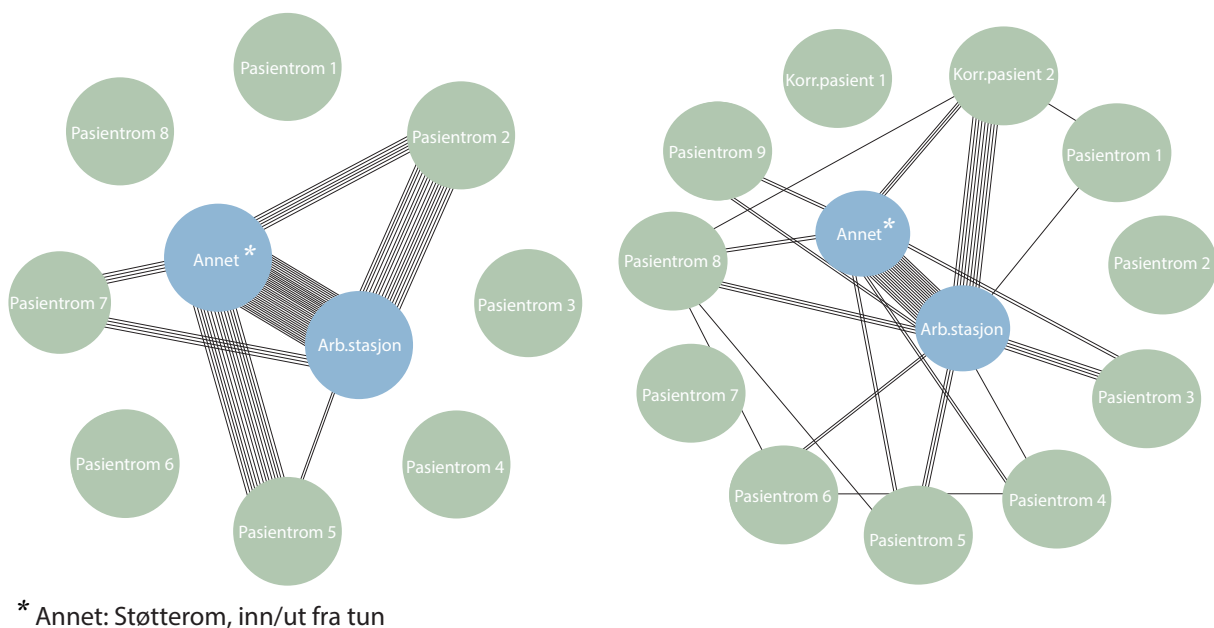 Pasientrom 1
Pasientrom 8
Pasientrom 2
Annet *
Pasientrom 7
Pasientrom 3
Arb.stasjon
Pasientrom 6
Pasientrom 4
Pasientrom 5
Korr.pasient 1
Korr.pasient 2
Pasientrom 9
Pasientrom 1
Annet *
Pasientrom 8
Pasientrom 2
Arb.stasjon
Pasientrom 7
Pasientrom 3
Pasientrom 6
Pasientrom 4
Pasientrom 5
* Annet: Støtterom, inn/ut fra tun